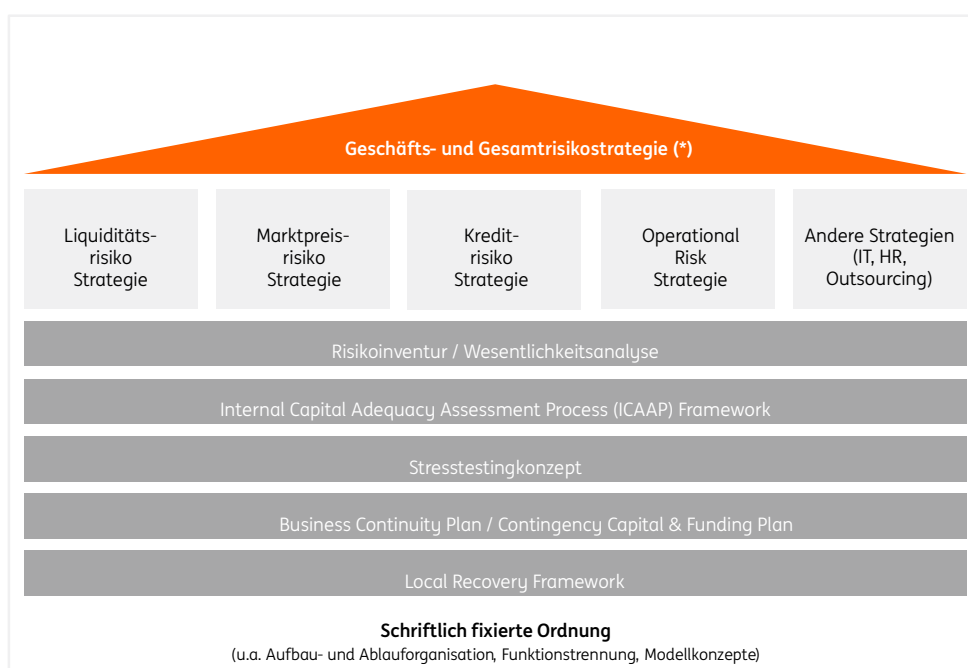 Geschäfts- und Gesamtrisikostrategie (*)
Liquiditäts-
risiko
Strategie
Marktpreis-
risiko
Strategie
Kredit-
risiko
Strategie
Operational
Risk
Strategie
Andere Strategien
(IT, HR,
Outsourcing)
Risikoinventur / Wesentlichkeitsanalyse
Internal Capital Adequacy Assessment Process (ICAAP) Framework
Stresstestingkonzept
Business Continuity Plan / Contingency Capital & Funding Plan
Local Recovery Framework
Schriftlich fixierte Ordnung
(u.a. Aufbau- und Ablauforganisation, Funktionstrennung, Modellkonzepte)